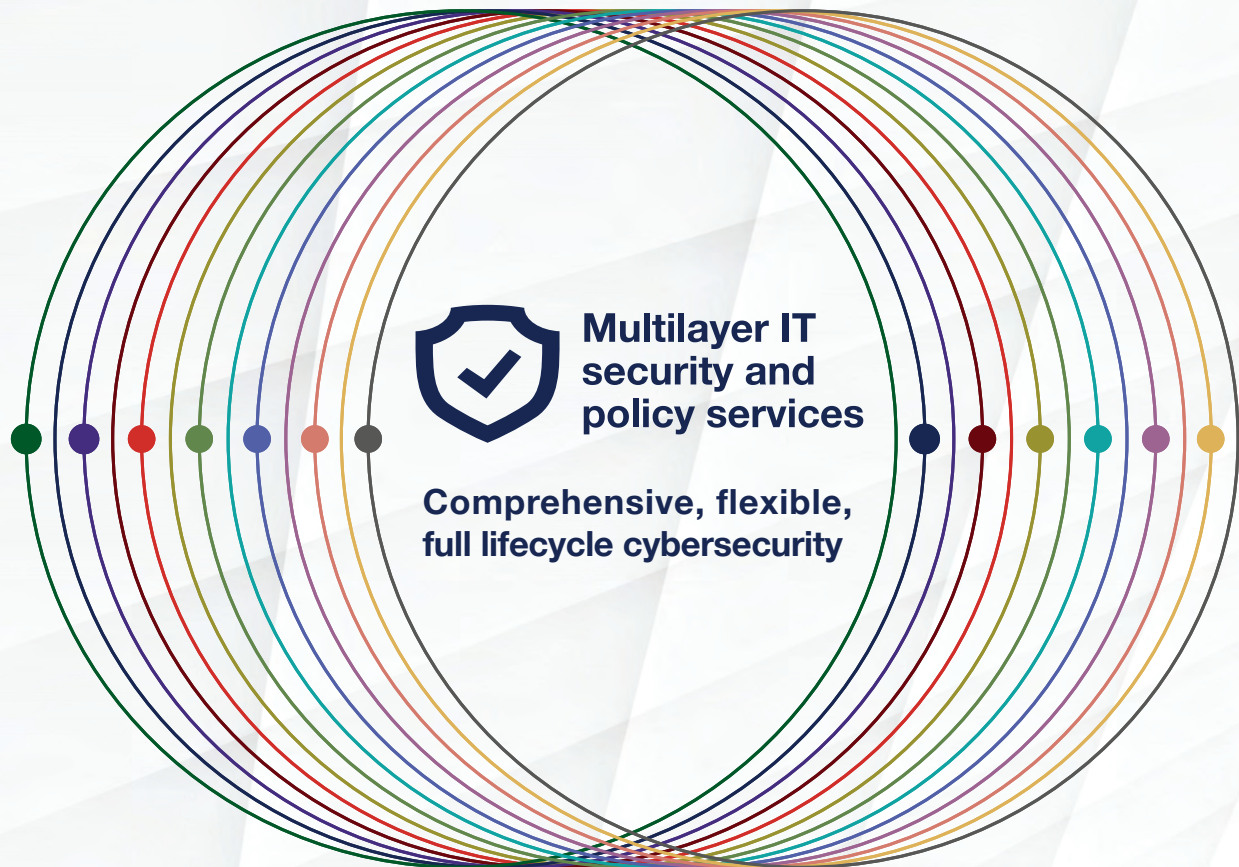 Multilayer IT
security and
policy services
Comprehensive, flexible,
full lifecycle cybersecurity